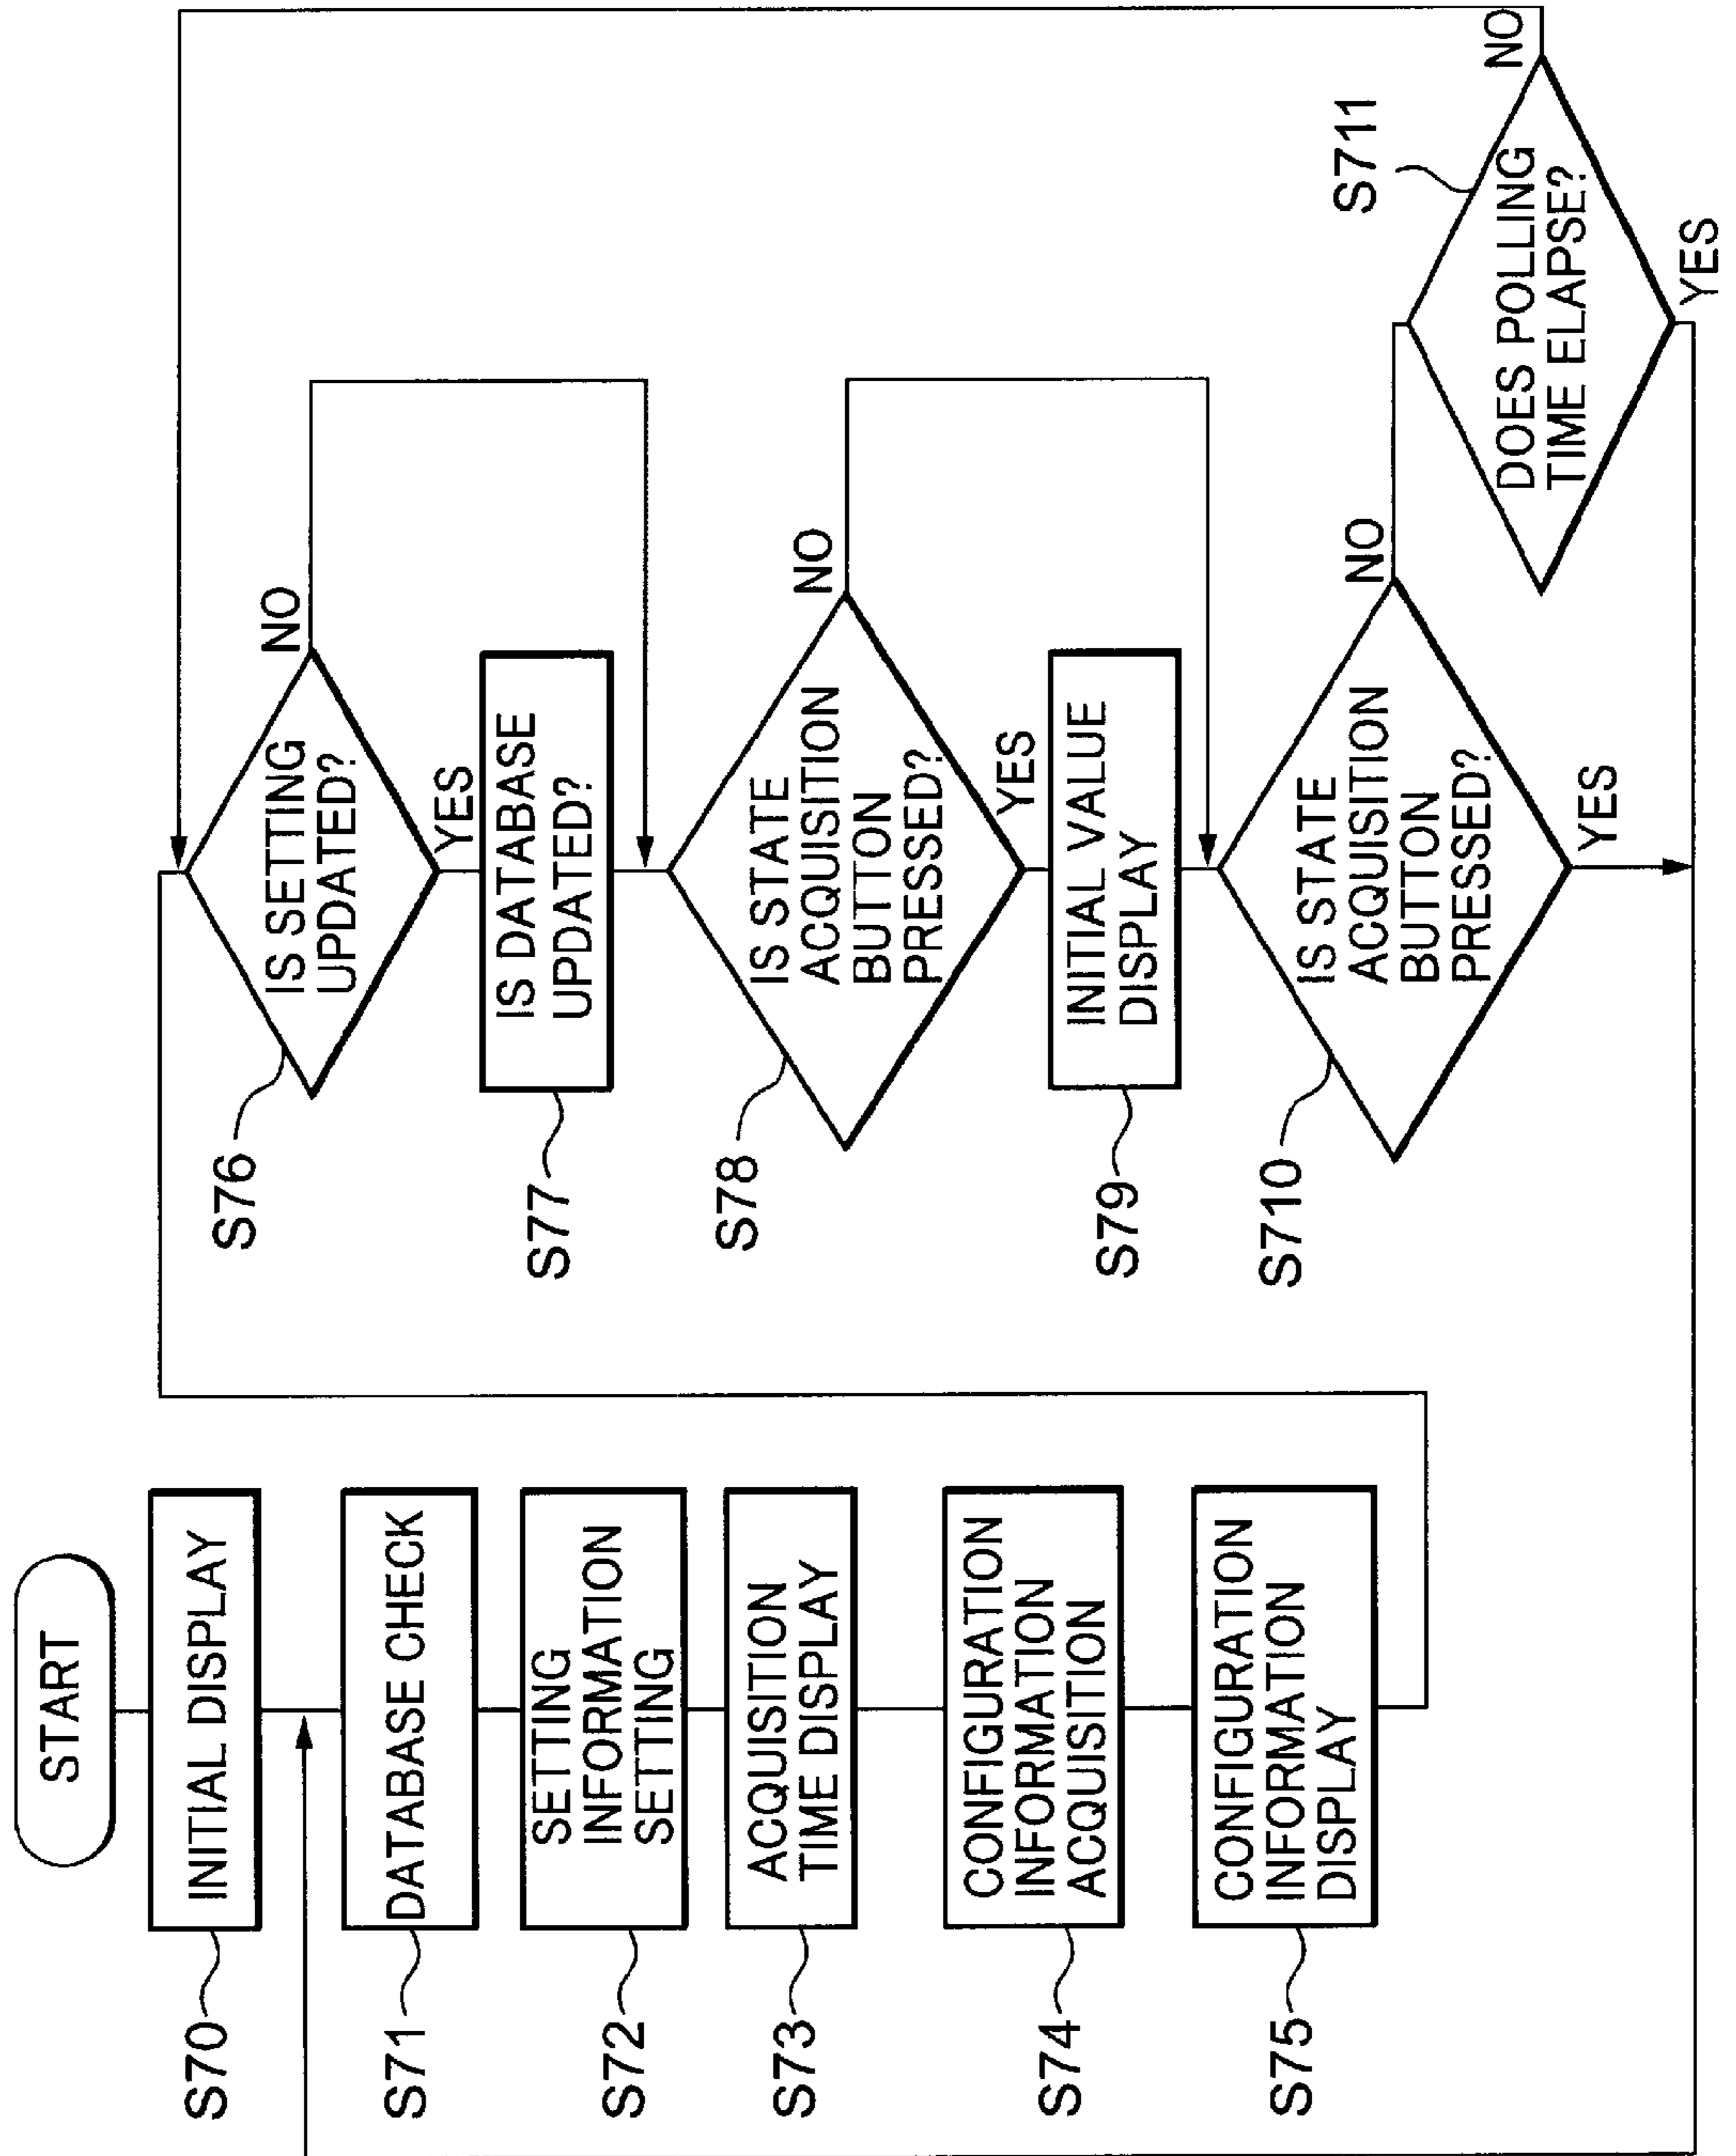 START
S70
INITIAL DISPLAY
S71
DATABASE CHECK
S72
SETTING
INFORMATION
SETTING
S73
ACQUISITION
TIME DISPLAY
S74
CONFIGURATION
INFORMATION
ACQUISITION
S75
CONFIGURATION
INFORMATION
DISPLAY
S76
IS SETTING
UPDATED?
NO
YES
S77
IS DATABASE
UPDATED?
S78
IS STATE
ACQUISITION
BUTTON
PRESSED?
NO
YES
S79
INITIAL VALUE
DISPLAY
S710
IS STATE
ACQUISITION
BUTTON
PRESSED?
NO
YES
S711
DOES POLLING
TIME ELAPSE?
NO
YES